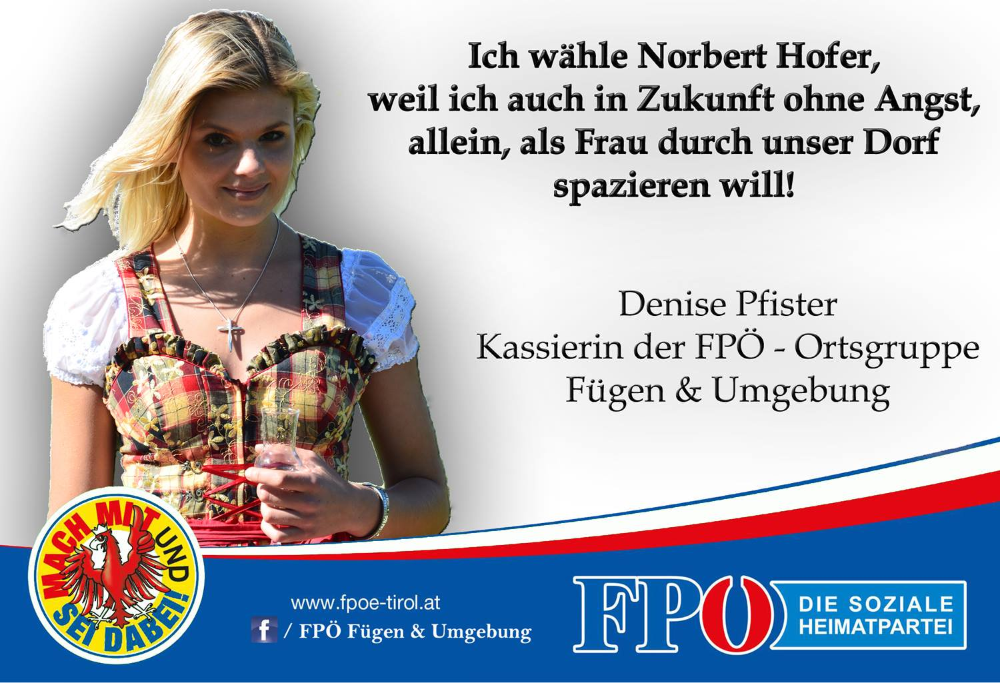 Ich wähle Norbert Hofer,
weil ich auch in Zukunft ohne Angst,
allein, als Frau durch unser Dorf
spazieren will!
Denise Pfister
Kassierin der FPÖ - Ortsgruppe
Fügen & Umgebung
MACH MIT UND
SEI DABEI!
www.fpoe-tirol.at
f / FPÖ Fügen & Umgebung
FPÖ
DIE SOZIALE
HEIMATPARTEI